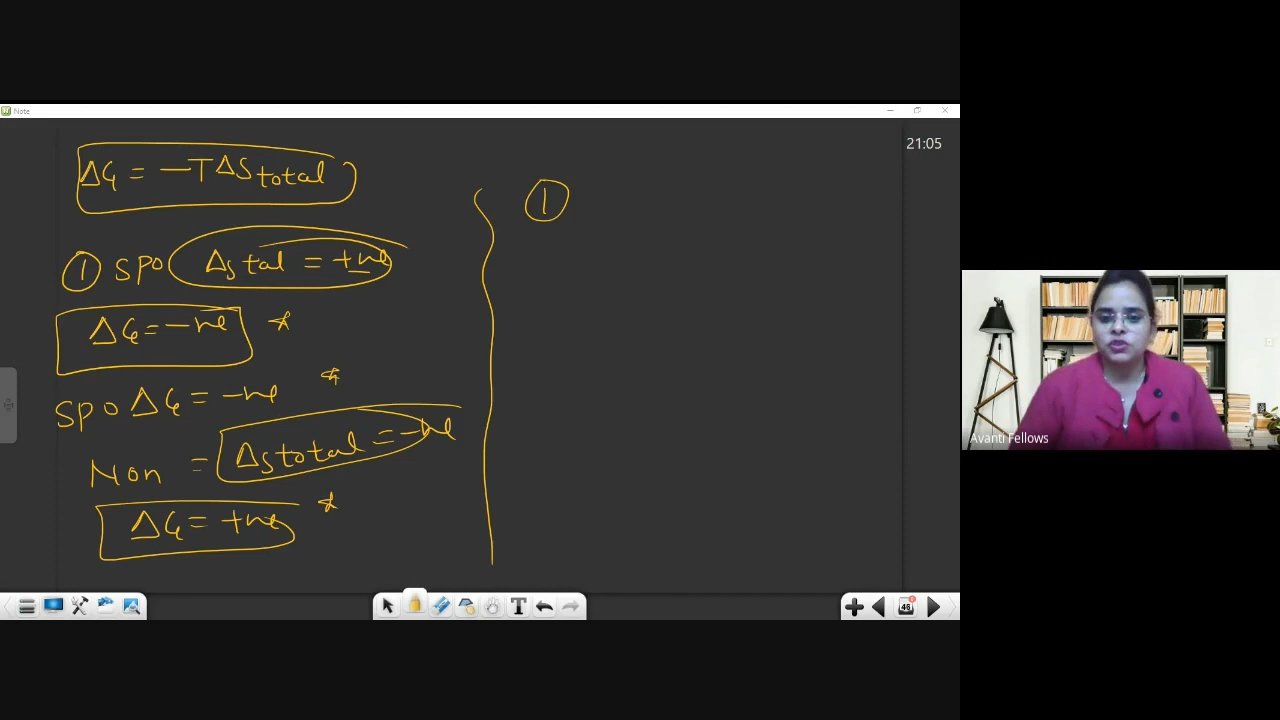 Note
21:05
ΔG = -TΔS total
① Spo ΔS tal = +ve
ΔG = -ve *
Spo ΔG = -ve *
Non = ΔS total = -ve
ΔG = +ve *
①
Avanti Fellows
46